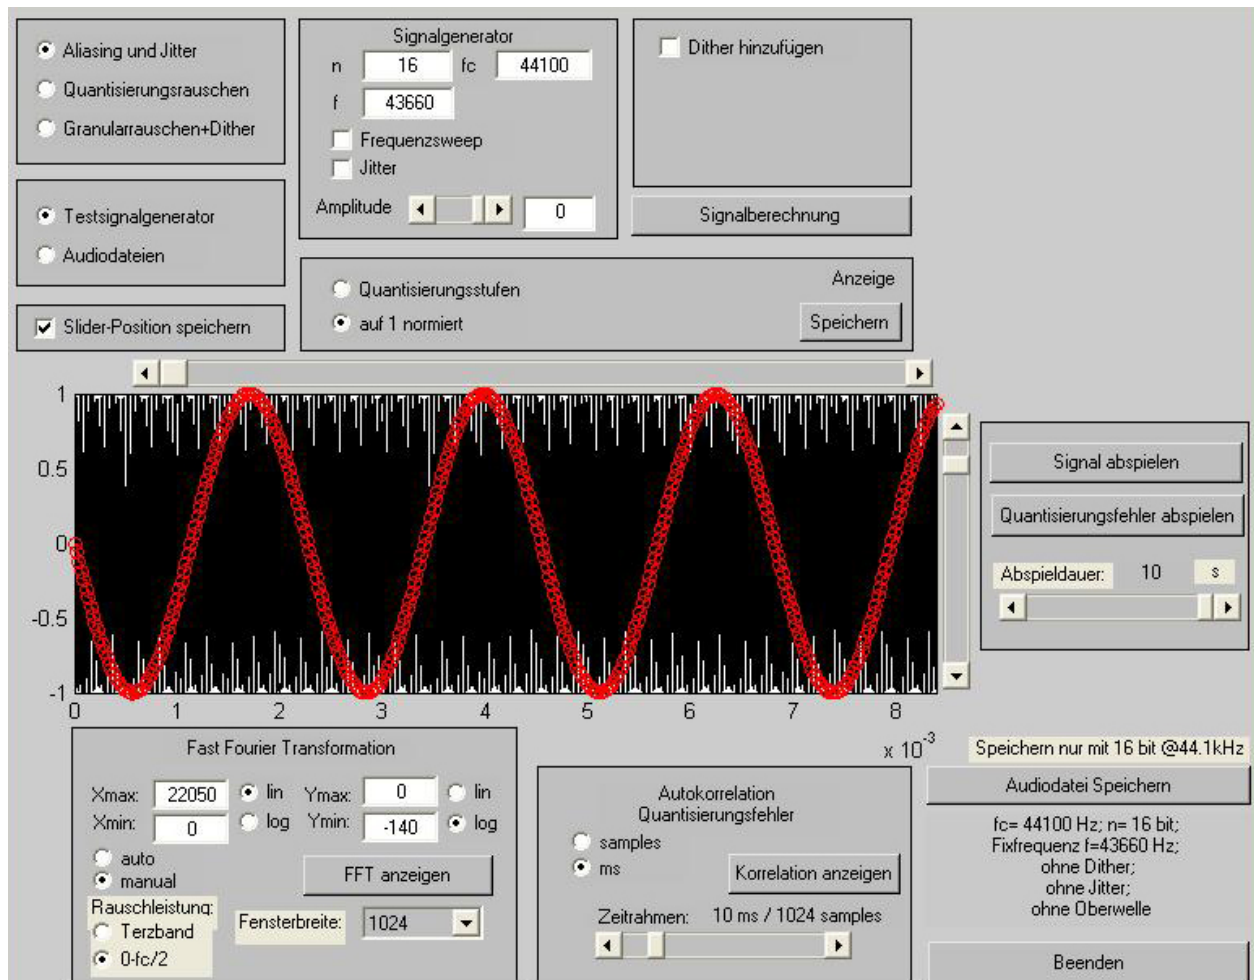 Aliasing und Jitter
Quantisierungsrauschen
Granularrauschen+Dither
Signalgenerator
n 16 fc 44100
f 43660
Frequenzsweep
Jitter
Amplitude 0
Dither hinzufügen
Signalberechnung
Testsignalgenerator
Audiodateien
Slider-Position speichern
Quantisierungsstufen
auf 1 normiert
Anzeige
Speichern
1
0.5
0
-0.5
-1
0 1 2 3 4 5 6 7 8
x 10-3
Signal abspielen
Quantisierungsfehler abspielen
Abspieldauer: 10 s
Fast Fourier Transformation
Xmax: 22050 lin Ymax: 0 lin
Xmin: 0 log Ymin: -140 log
auto
manual
FFT anzeigen
Rauschleistung:
Terzband
0-fc/2
Fensterbreite: 1024
Autokorrelation
Quantisierungsfehler
samples
ms
Korrelation anzeigen
Zeitrahmen: 10 ms / 1024 samples
Speichern nur mit 16 bit @44.1kHz
Audiodatei Speichern
fc= 44100 Hz; n= 16 bit;
Fixfrequenz f=43660 Hz;
ohne Dither;
ohne Jitter;
ohne Oberwelle
Beenden